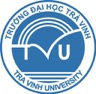 TRƯỜNG ĐẠI HỌC TRÀ VINH
TVU
TRA VINH UNIVERSITY